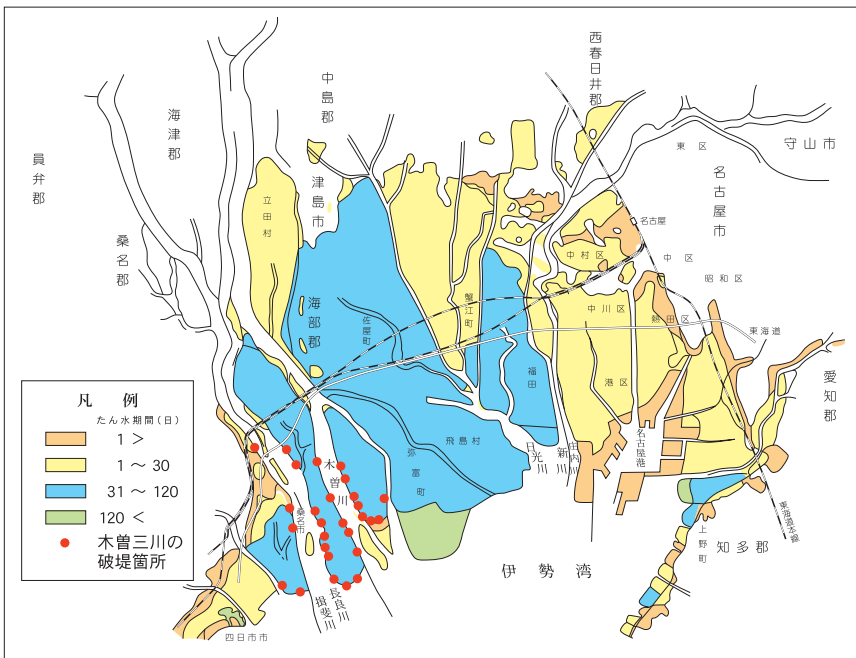 員弁郡
海津郡
桑名郡
中島郡
津島市
立田村
海部郡
佐屋町
蟹江町
西春日井郡
守山市
東区
名古屋市
名古屋
中村区
中区
昭和区
中川区
熱田区
東海道
港区
福田
飛島村
弥富町
日光川
新川
庄内川
名古屋港
愛知郡
東海道本線
上野町
知多郡
伊勢湾
木曽川
桑名市
長良川
揖斐川
四日市市
凡 例
たん水期間(日)
1 >
1 ～ 30
31 ～ 120
120 <
木曽三川の
破堤箇所